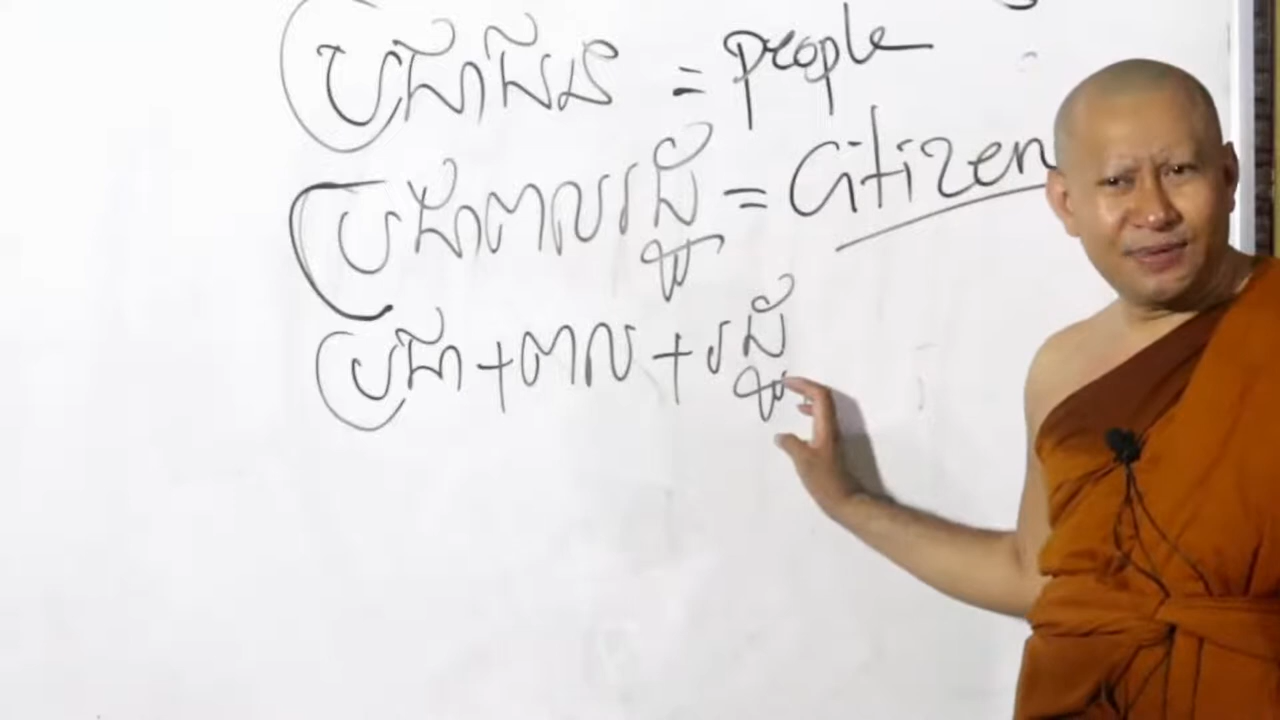 ប្រជាជន = people
ប្រជាពលរដ្ឋ = Citizen
ប្រជា + ពល + រដ្ឋ